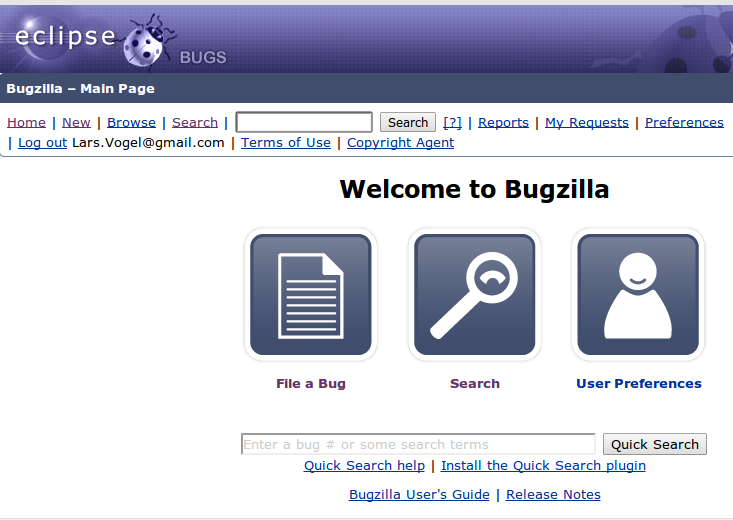 eclipse
BUGS
Bugzilla – Main Page
Home | New | Browse | Search | Search [?] | Reports | My Requests | Preferences
| Log out Lars.Vogel@gmail.com | Terms of Use | Copyright Agent
Welcome to Bugzilla
File a Bug Search User Preferences
Enter a bug # or some search terms Quick Search
Quick Search help | Install the Quick Search plugin
Bugzilla User's Guide | Release Notes